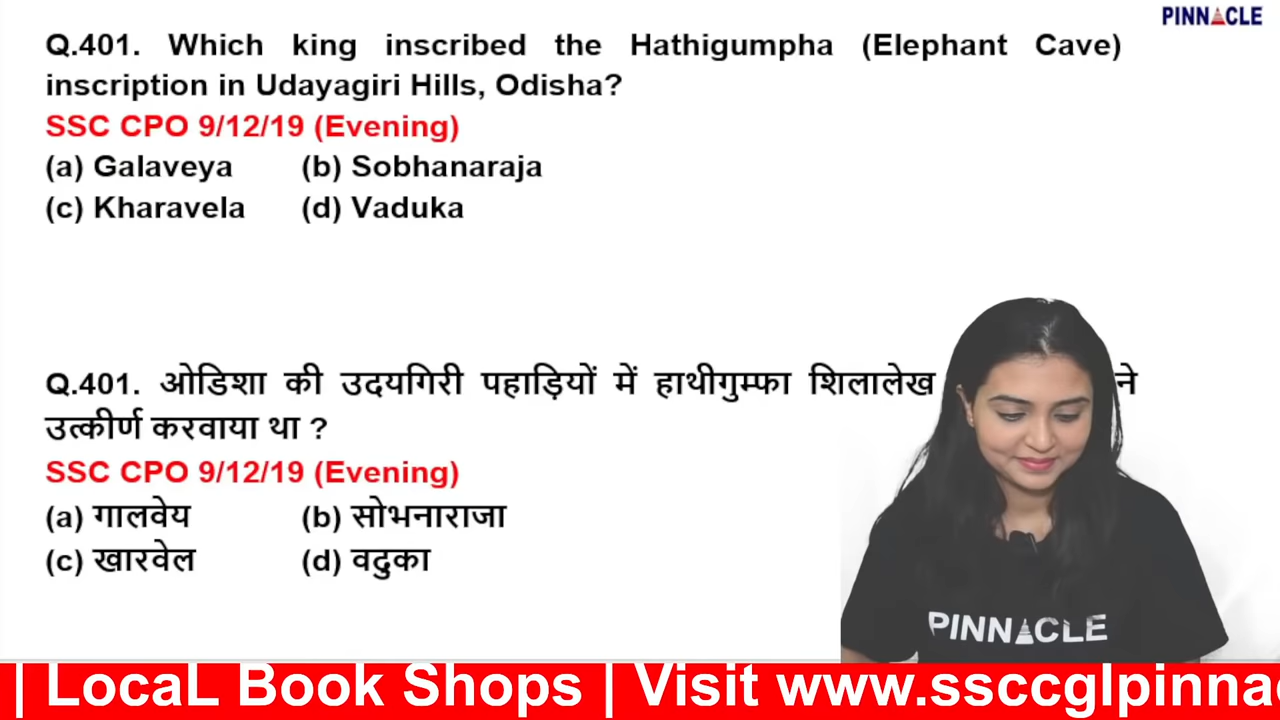 PINNACLE
Q.401. Which king inscribed the Hathigumpha (Elephant Cave)
inscription in Udayagiri Hills, Odisha?
SSC CPO 9/12/19 (Evening)
(a) Galaveya (b) Sobhanaraja
(c) Kharavela (d) Vaduka
Q.401. ओडिशा की उदयगिरी पहाड़ियों में हाथीगुम्फा शिलालेख ने
उत्कीर्ण करवाया था ?
SSC CPO 9/12/19 (Evening)
(a) गालवेय (b) सोभनाराजा
(c) खारवेल (d) वदुका
PINNACLE
| LocaL Book Shops | Visit www.ssccglpinna